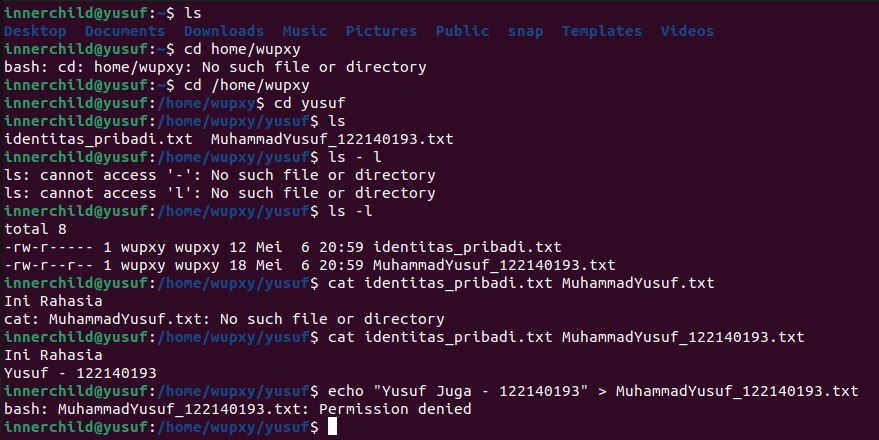 innerchild@yusuf:~$ ls
Desktop  Documents  Downloads  Music  Pictures  Public  snap  Templates  Videos
innerchild@yusuf:~$ cd home/wupxy
bash: cd: home/wupxy: No such file or directory
innerchild@yusuf:~$ cd /home/wupxy
innerchild@yusuf:/home/wupxy$ cd yusuf
innerchild@yusuf:/home/wupxy/yusuf$ ls
identitas_pribadi.txt  MuhammadYusuf_122140193.txt
innerchild@yusuf:/home/wupxy/yusuf$ ls - l
ls: cannot access '-': No such file or directory
ls: cannot access 'l': No such file or directory
innerchild@yusuf:/home/wupxy/yusuf$ ls -l
total 8
-rw-r----- 1 wupxy wupxy 12 Mei  6 20:59 identitas_pribadi.txt
-rw-r--r-- 1 wupxy wupxy 18 Mei  6 20:59 MuhammadYusuf_122140193.txt
innerchild@yusuf:/home/wupxy/yusuf$ cat identitas_pribadi.txt MuhammadYusuf.txt
Ini Rahasia
cat: MuhammadYusuf.txt: No such file or directory
innerchild@yusuf:/home/wupxy/yusuf$ cat identitas_pribadi.txt MuhammadYusuf_122140193.txt
Ini Rahasia
Yusuf - 122140193
innerchild@yusuf:/home/wupxy/yusuf$ echo "Yusuf Juga - 122140193" > MuhammadYusuf_122140193.txt
bash: MuhammadYusuf_122140193.txt: Permission denied
innerchild@yusuf:/home/wupxy/yusuf$